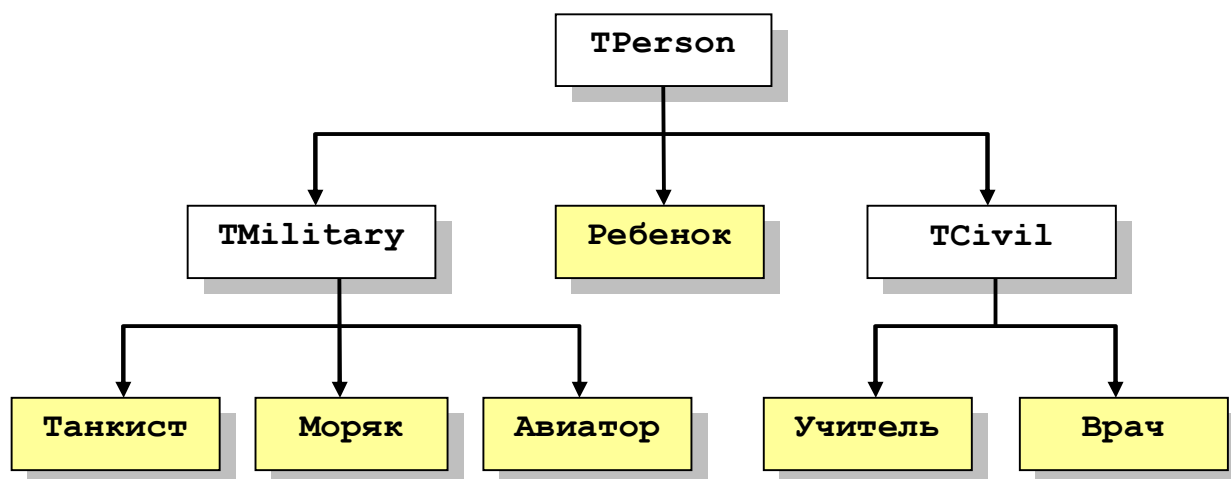 TPerson
TMilitary
Ребенок
TCivil
Танкист
Моряк
Авиатор
Учитель
Врач